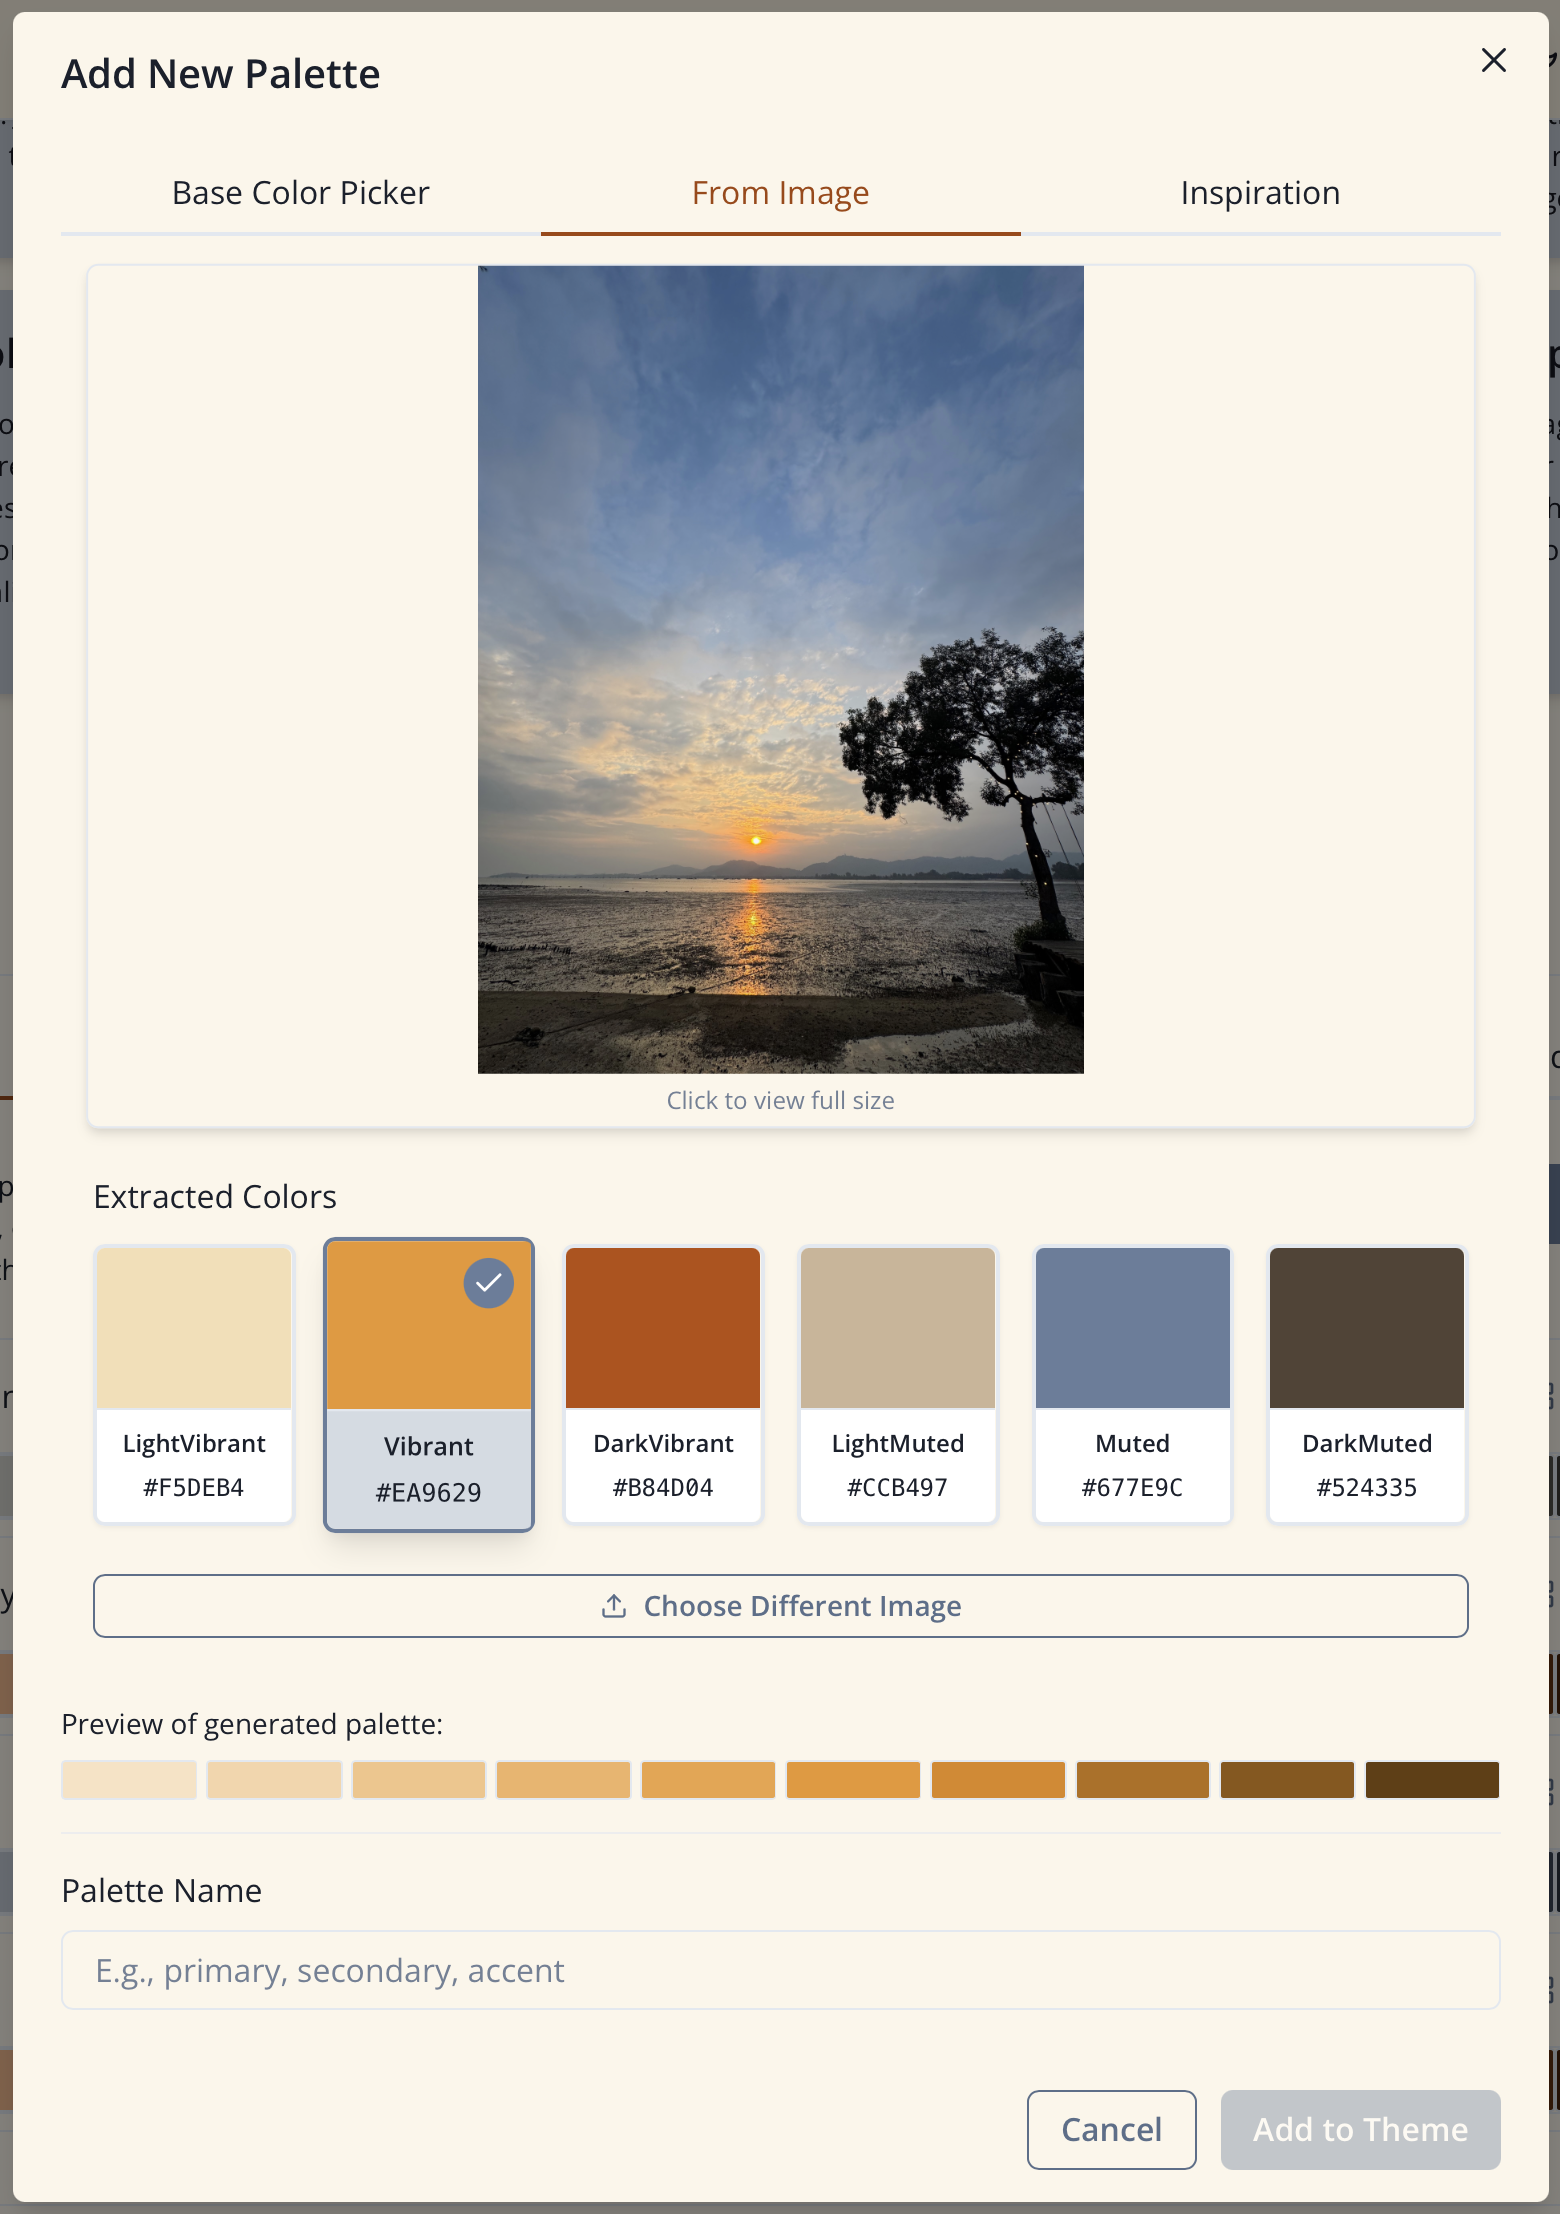 Add New Palette
Base Color Picker
From Image
Inspiration
Click to view full size
Extracted Colors
LightVibrant
#F5DEB4
Vibrant
#EA9629
DarkVibrant
#B84D04
LightMuted
#CCB497
Muted
#677E9C
DarkMuted
#524335
Choose Different Image
Preview of generated palette:
Palette Name
E.g., primary, secondary, accent
Cancel
Add to Theme